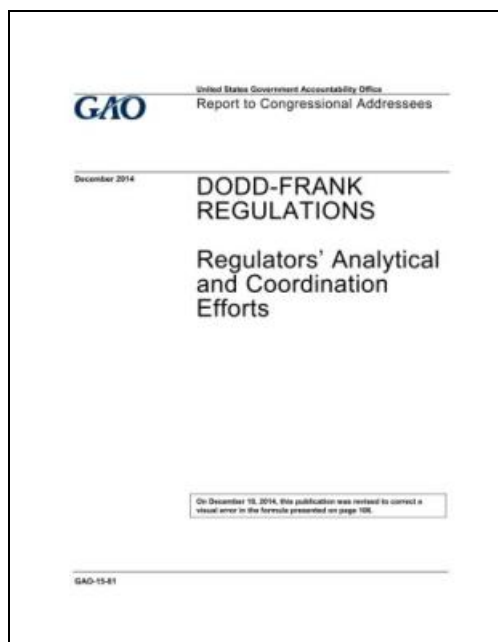 United States Government Accountability Office
GAO
Report to Congressional Addressees
December 2014
DODD-FRANK
REGULATIONS
Regulators’ Analytical
and Coordination
Efforts
On December 18, 2014, this publication was revised to correct a
visual error in the formula presented on page 108.
GAO-15-81